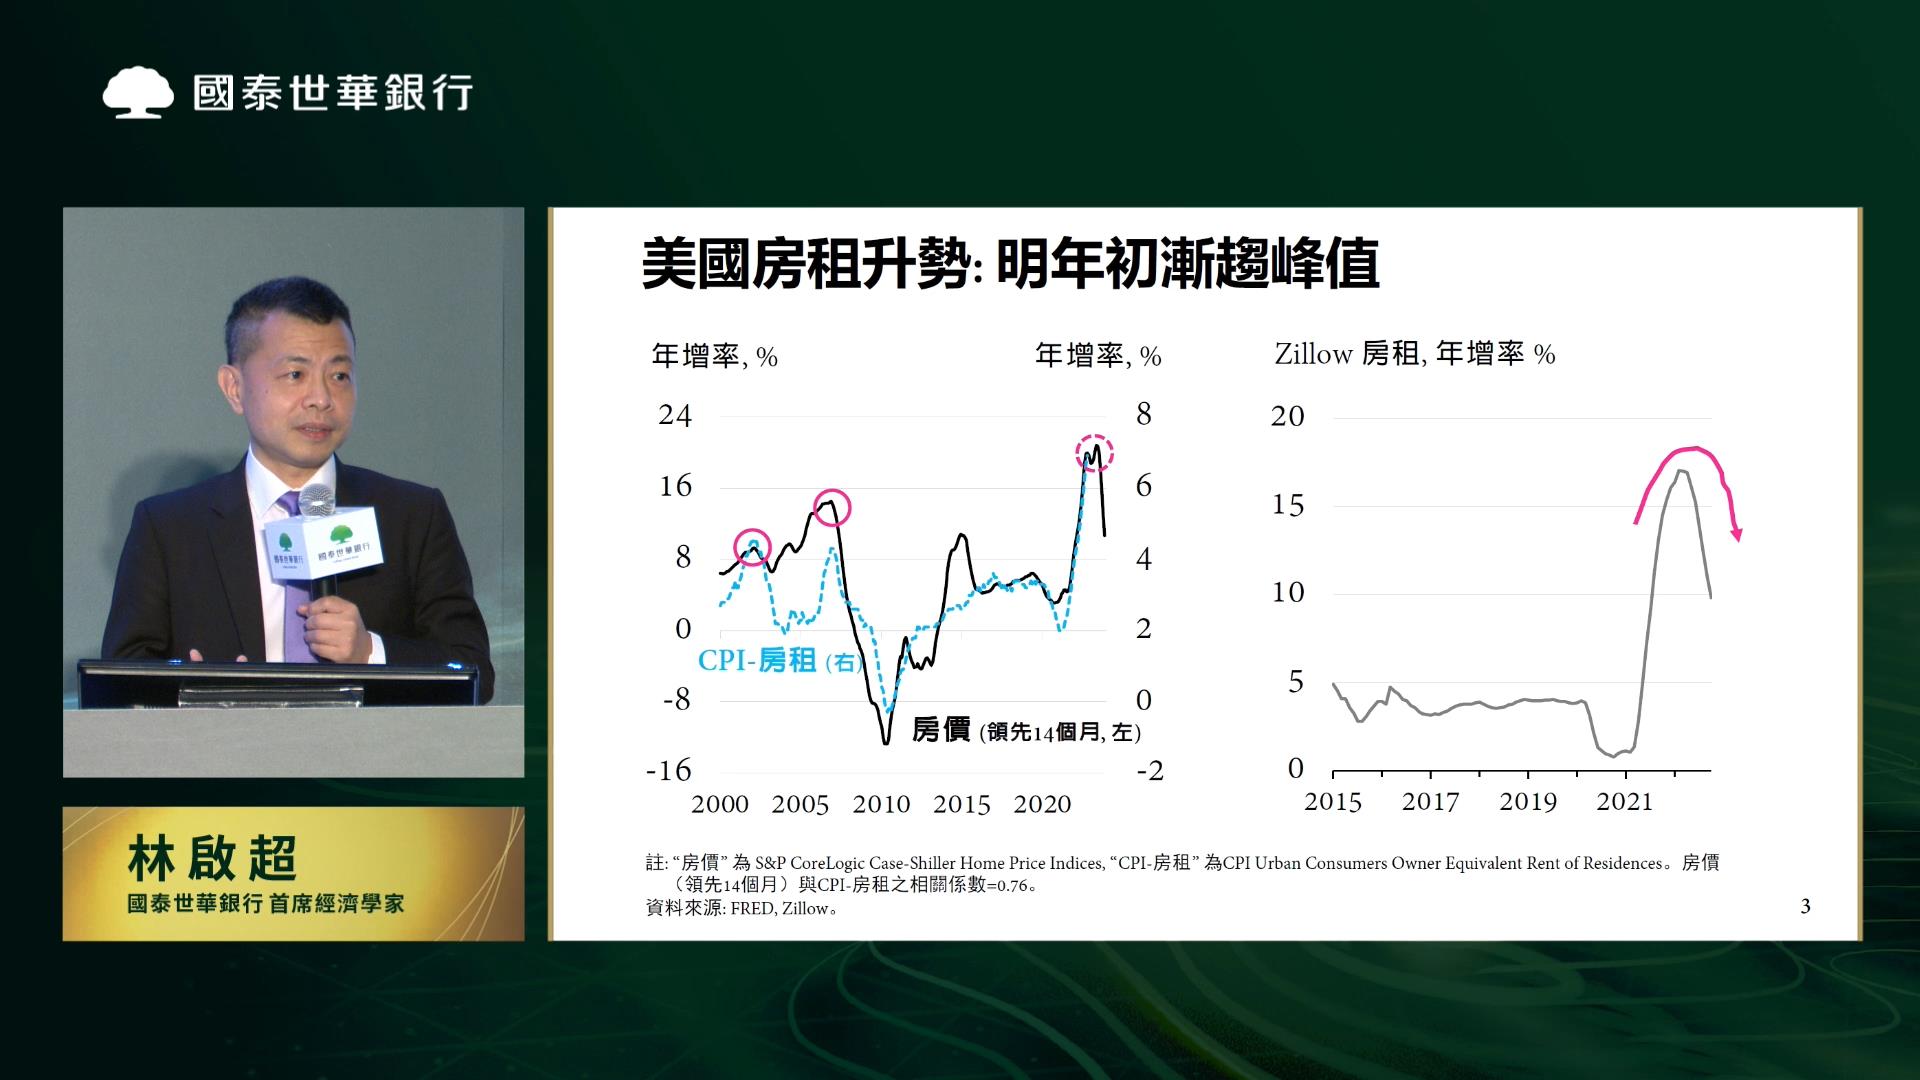 國泰世華銀行
美國房租升勢: 明年初漸趨峰值
年增率, %
年增率, %
Zillow 房租, 年增率 %
24
16
8
0
-8
-16
8
6
4
2
0
-2
CPI-房租 (右)
房價 (領先14個月, 左)
2000 2005 2010 2015 2020
20
15
10
5
0
2015 2017 2019 2021
註: “房價” 為 S&P CoreLogic Case-Shiller Home Price Indices, “CPI-房租” 為CPI Urban Consumers Owner Equivalent Rent of Residences。房價
（領先14個月）與CPI-房租之相關係數=0.76。
資料來源: FRED, Zillow。
3
國泰世華銀行
國泰世華銀行
林啟超
國泰世華銀行 首席經濟學家